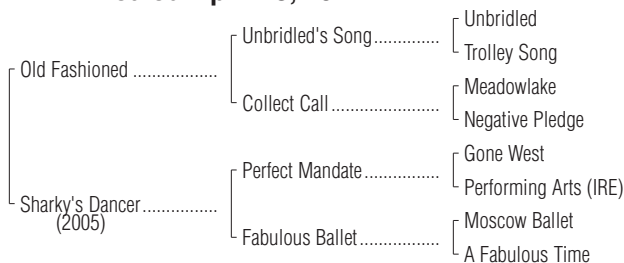 Unbridled
Unbridled's Song..............
Trolley Song
Old Fashioned ..................
Meadowlake
Collect Call.......................
Negative Pledge
Gone West
Perfect Mandate................
Performing Arts (IRE)
Sharky's Dancer................
(2005)
Moscow Ballet
Fabulous Ballet.................
A Fabulous Time